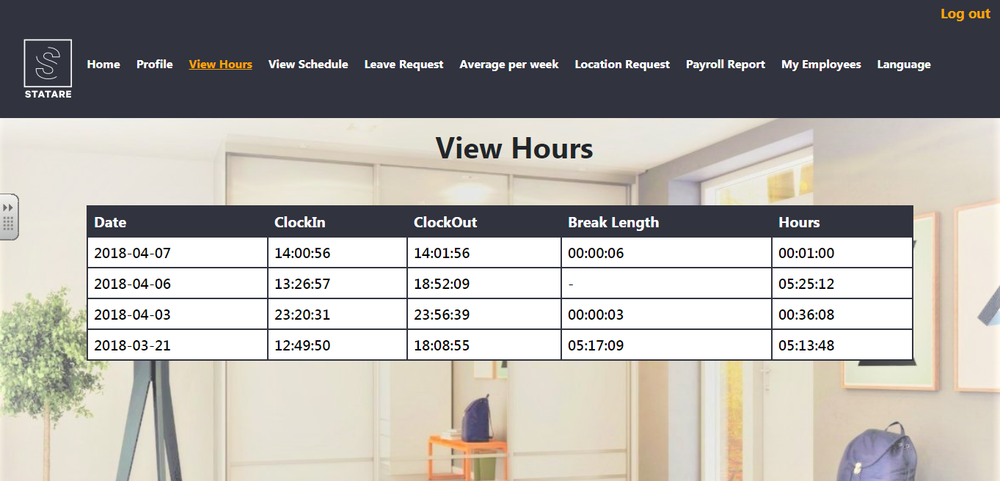 Log out
Home Profile View Hours View Schedule Leave Request Average per week Location Request Payroll Report My Employees Language
STATARE
View Hours
Date ClockIn ClockOut Break Length Hours
2018-04-07 14:00:56 14:01:56 00:00:06 00:01:00
2018-04-06 13:26:57 18:52:09 - 05:25:12
2018-04-03 23:20:31 23:56:39 00:00:03 00:36:08
2018-03-21 12:49:50 18:08:55 05:17:09 05:13:48